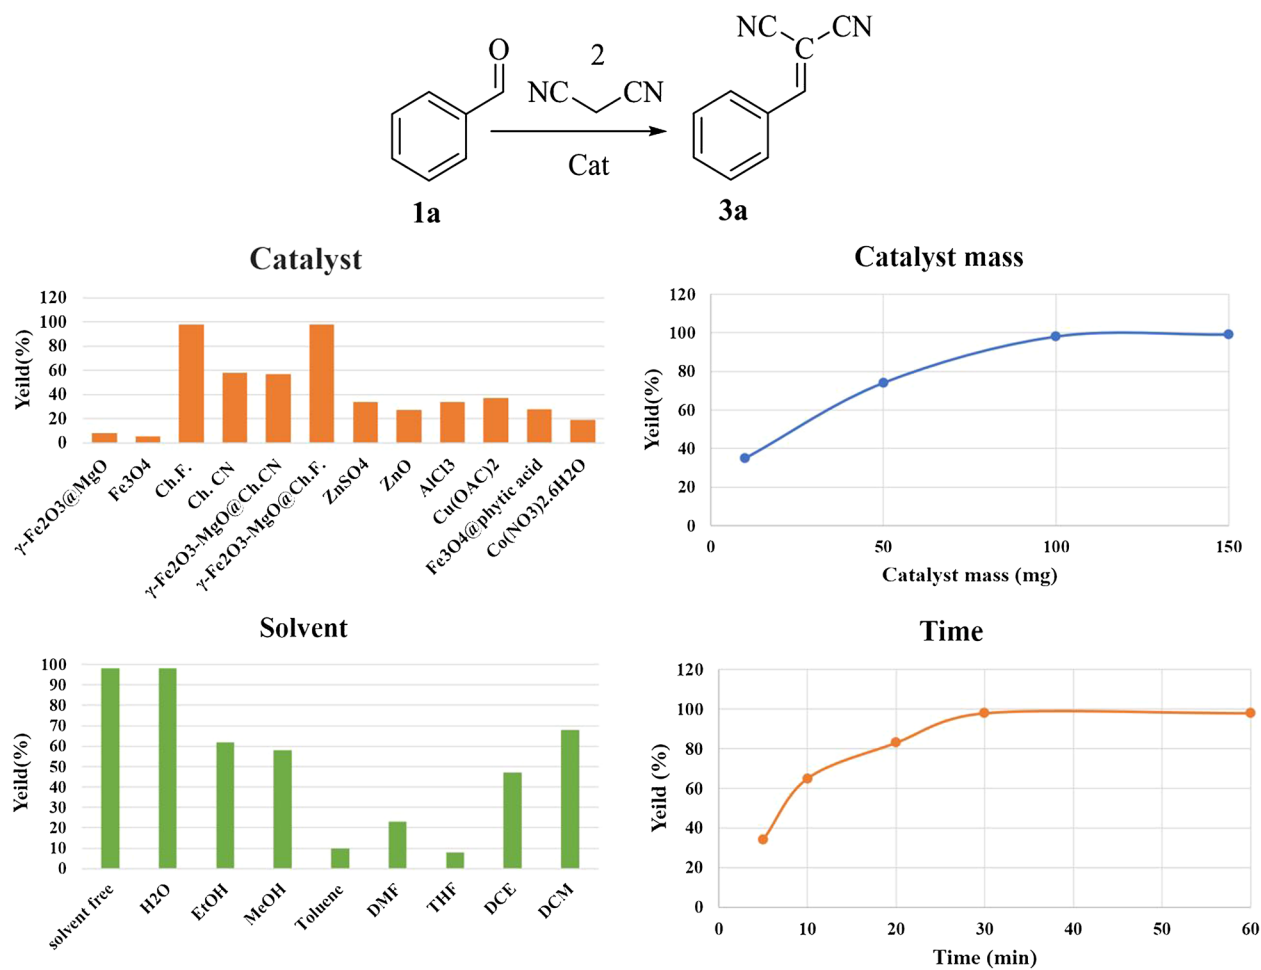 NC CN
C
O 2
NC CN
Cat
1a 3a
Catalyst
Yeild(%)
120
100
80
60
40
20
0
γ-Fe2O3@MgO
Fe3O4
Ch.F.
Ch. CN
γ-Fe2O3-MgO@Ch.CN
γ-Fe2O3-MgO@Ch.F.
ZnSO4
ZnO
AlCl3
Cu(OAC)2
Fe3O4@phytic acid
Co(NO3)2.6H2O
Catalyst mass
Yeild(%)
120
100
80
60
40
20
0
0 50 100 150
Catalyst mass (mg)
Solvent
Yeild(%)
100
90
80
70
60
50
40
30
20
10
0
solvent free
H2O
EtOH
MeOH
Toluene
DMF
THF
DCE
DCM
Time
Yeild (%)
120
100
80
60
40
20
0
0 10 20 30 40 50 60
Time (min)